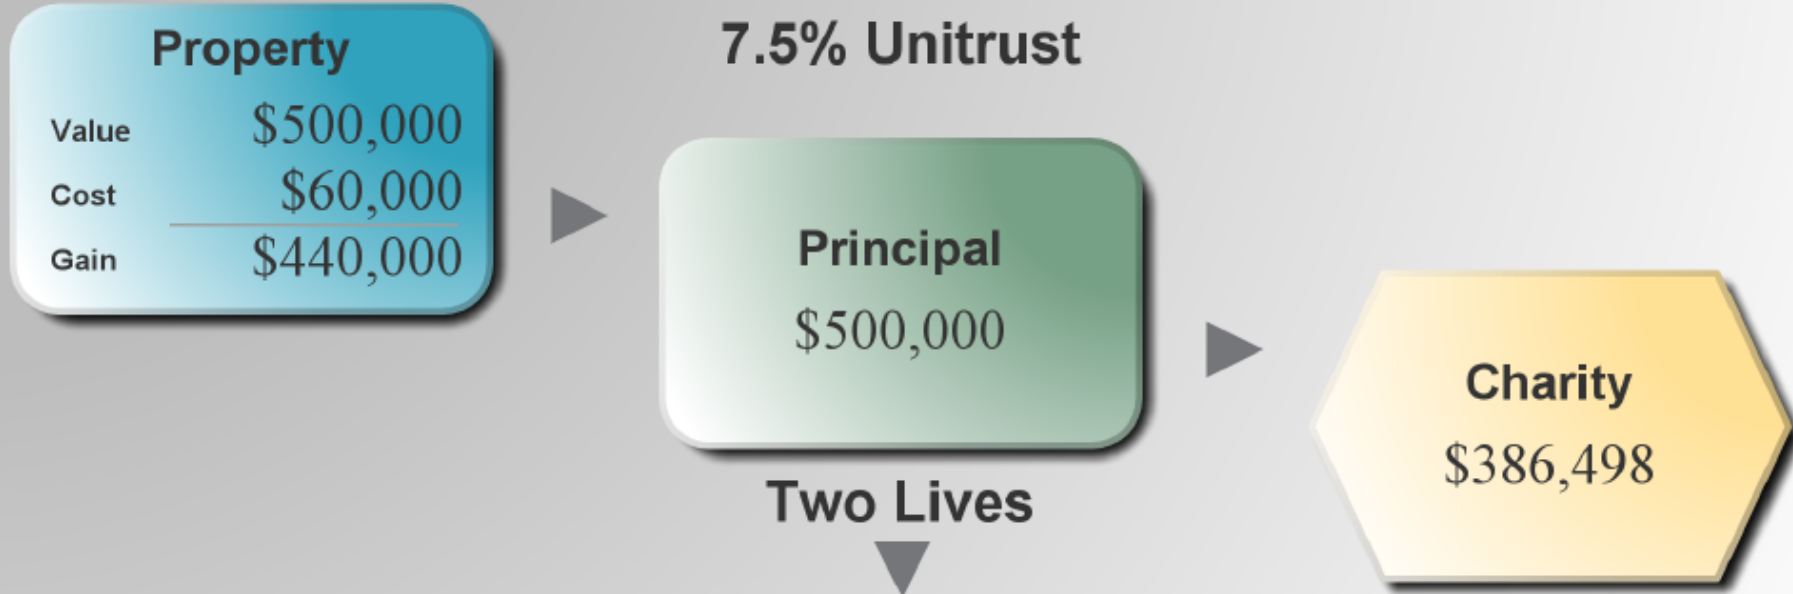 Property
Value $500,000
Cost $60,000
Gain $440,000
7.5% Unitrust
Principal
$500,000
Two Lives
Charity
$386,498